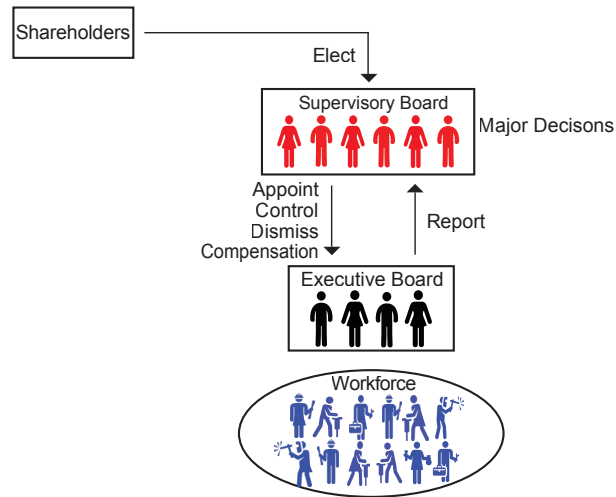 Shareholders
Elect
Supervisory Board
Major Decisons
Appoint
Control
Dismiss
Compensation
Report
Executive Board
Workforce